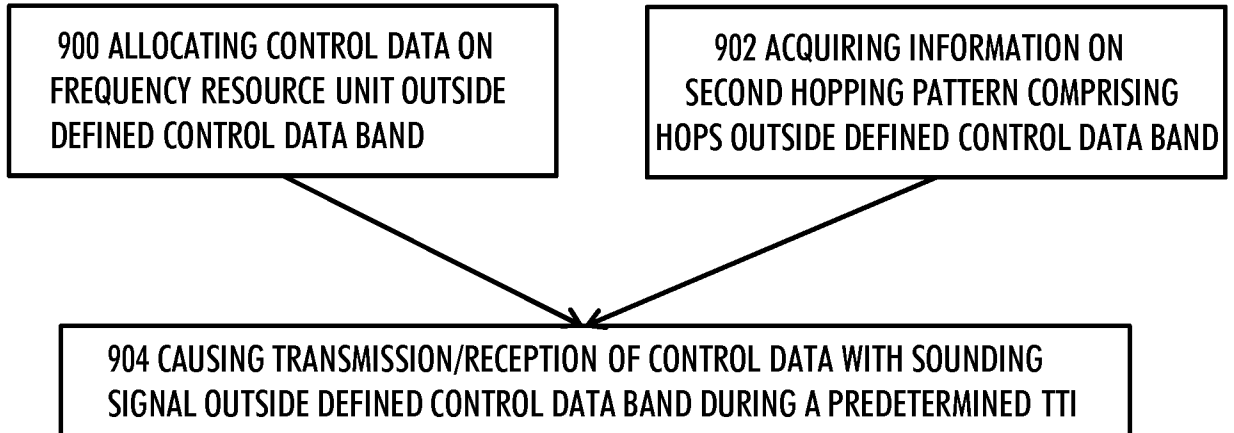 900 ALLOCATING CONTROL DATA ON
FREQUENCY RESOURCE UNIT OUTSIDE
DEFINED CONTROL DATA BAND
902 ACQUIRING INFORMATION ON
SECOND HOPPING PATTERN COMPRISING
HOPS OUTSIDE DEFINED CONTROL DATA BAND
904 CAUSING TRANSMISSION/RECEPTION OF CONTROL DATA WITH SOUNDING
SIGNAL OUTSIDE DEFINED CONTROL DATA BAND DURING A PREDETERMINED TTI